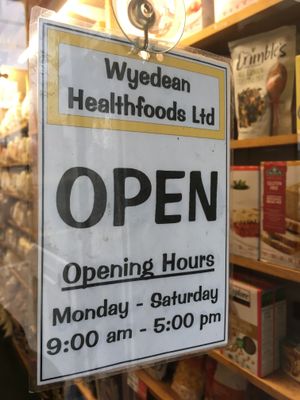 Wyedean
Healthfoods Ltd
OPEN
Opening Hours
Monday - Saturday
9:00 am - 5:00 pm